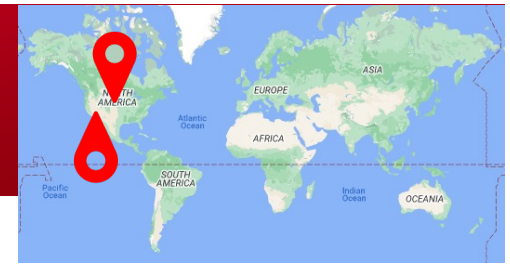 ASIA
EUROPE
NORTH
AMERICA
Atlantic
Ocean
AFRICA
SOUTH
AMERICA
Pacific
Ocean
Indian
Ocean
OCEANIA